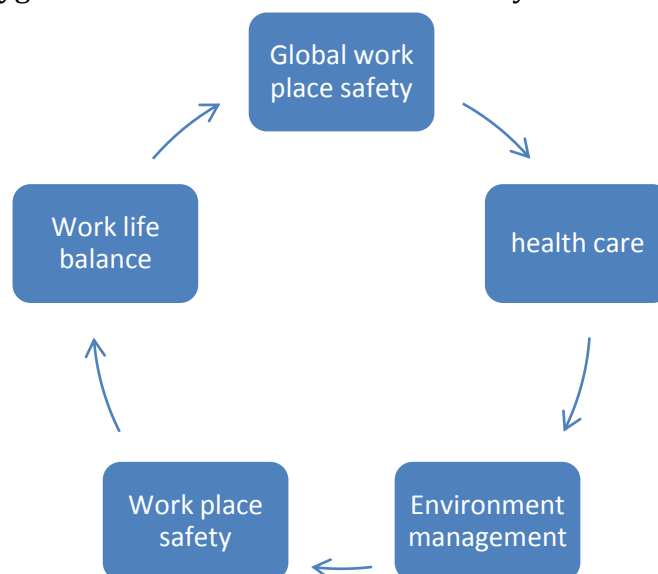 Global work
place safety
health care
Environment
management
Work place
safety
Work life
balance